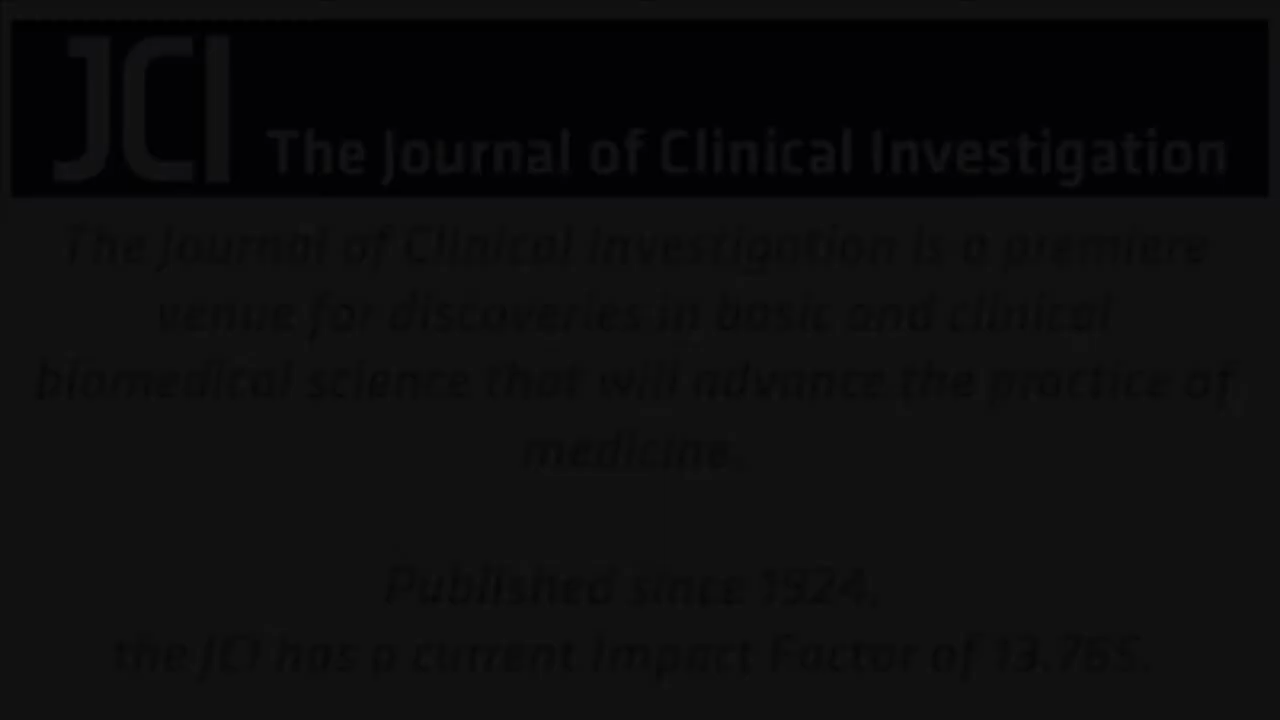 JCI The Journal of Clinical Investigation
The Journal of Clinical Investigation is a premiere
venue for discoveries in basic and clinical
biomedical science that will advance the practice of
medicine.
Published since 1924,
the JCI has a current Impact Factor of 13.765.